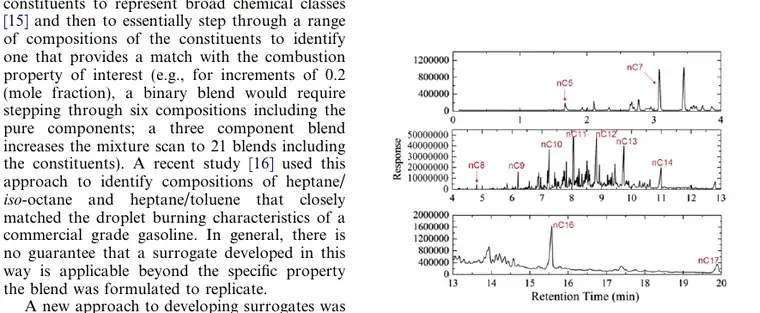 constituents to represent broad chemical classes
[15] and then to essentially step through a range
of compositions of the constituents to identify
one that provides a match with the combustion
property of interest (e.g., for increments of 0.2
(mole fraction), a binary blend would require
stepping through six compositions including the
pure components; a three component blend
increases the mixture scan to 21 blends including
the constituents). A recent study [16] used this
approach to identify compositions of heptane/
iso-octane and heptane/toluene that closely
matched the droplet burning characteristics of a
commercial grade gasoline. In general, there is
no guarantee that a surrogate developed in this
way is applicable beyond the specific property
the blend was formulated to replicate.
A new approach to developing surrogates was
1200000
800000
400000
0
nC5
nC7
0 1 2 3 4
Response
50000000
40000000
30000000
20000000
10000000
0
nC8
nC9
nC10
nC11
nC12
nC13
nC14
4 5 6 7 8 9 10 11 12 13
2000000
1600000
1200000
800000
400000
0
nC16
nC17
13 14 15 16 17 18 19 20
Retention Time (min)